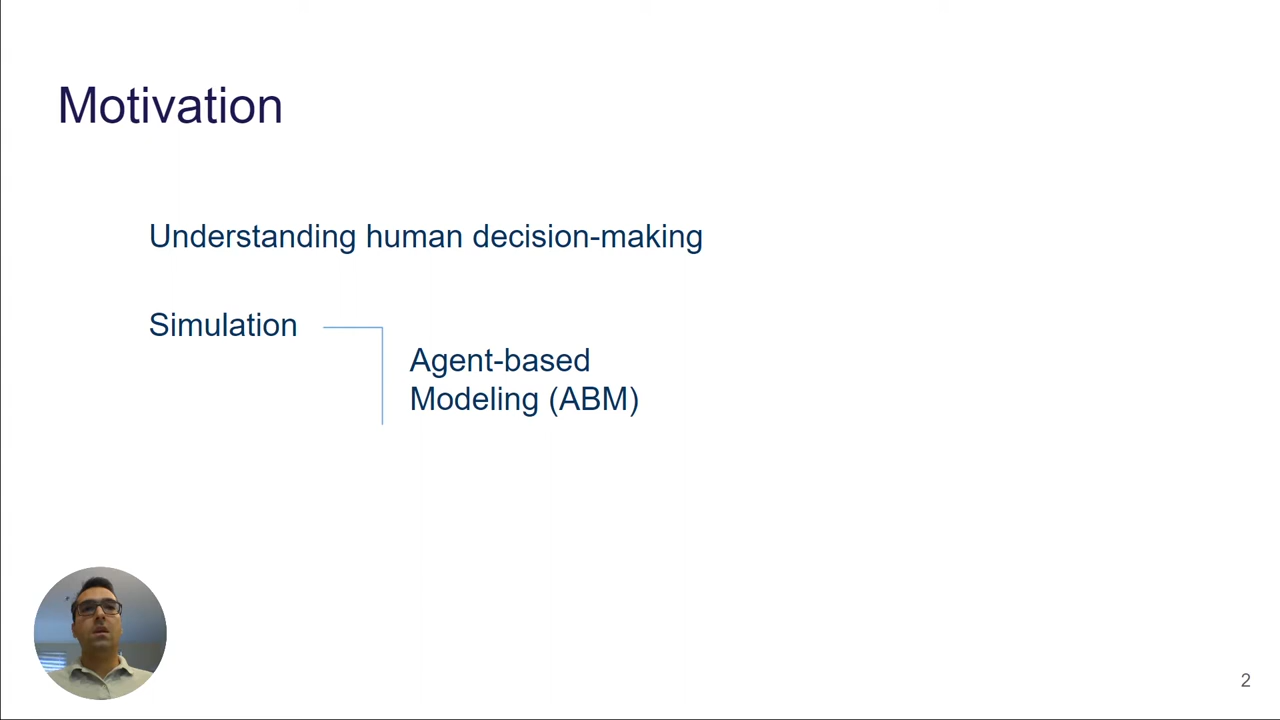 Motivation
Understanding human decision-making
Simulation
Agent-based
Modeling (ABM)
2